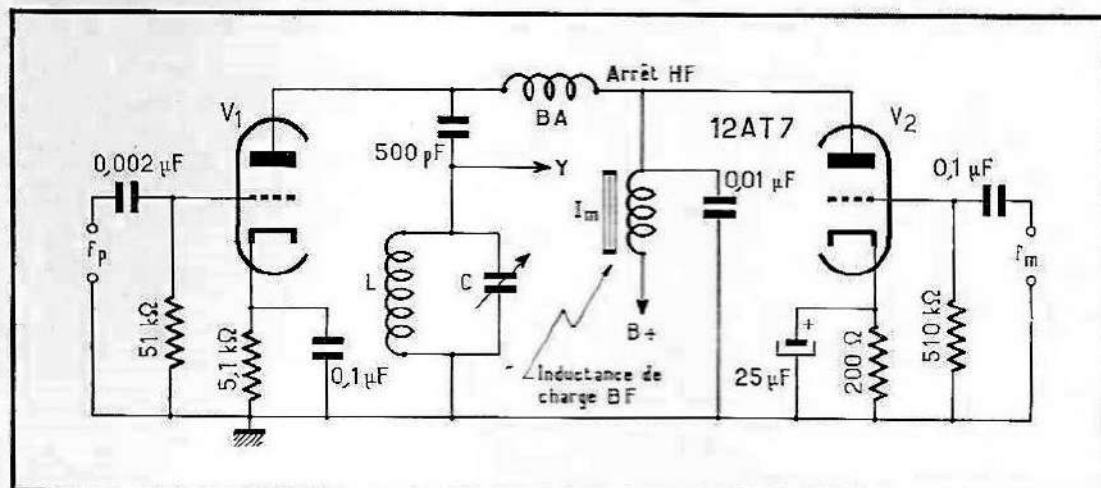 Arrêt HF
BA
V1
12AT7
V2
0,002 µF
500 pF
Y
0,01 µF
0,1 µF
Im
fp
L
C
fm
51 kΩ
5,1 kΩ
0,1 µF
B+
25 µF
+
200 Ω
510 kΩ
Inductance de
charge BF